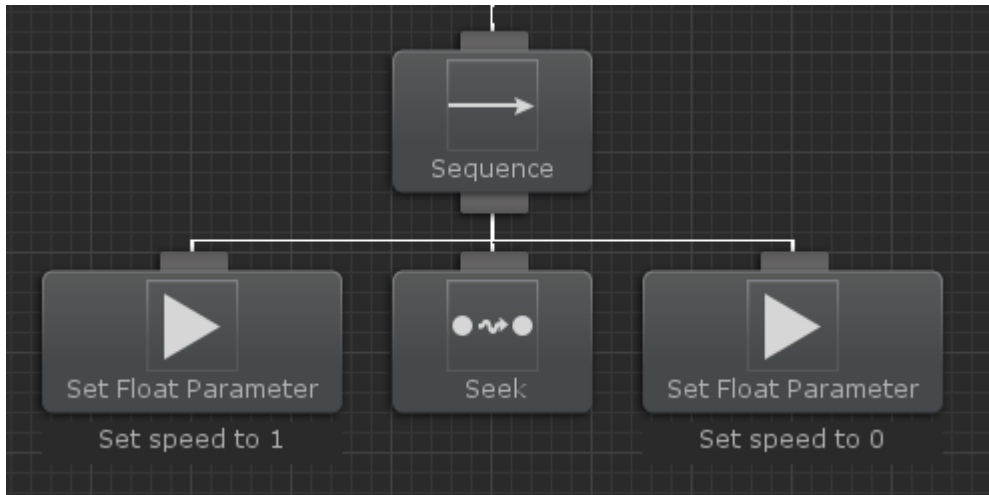 Sequence
Set Float Parameter
Seek
Set Float Parameter
Set speed to 1
Set speed to 0